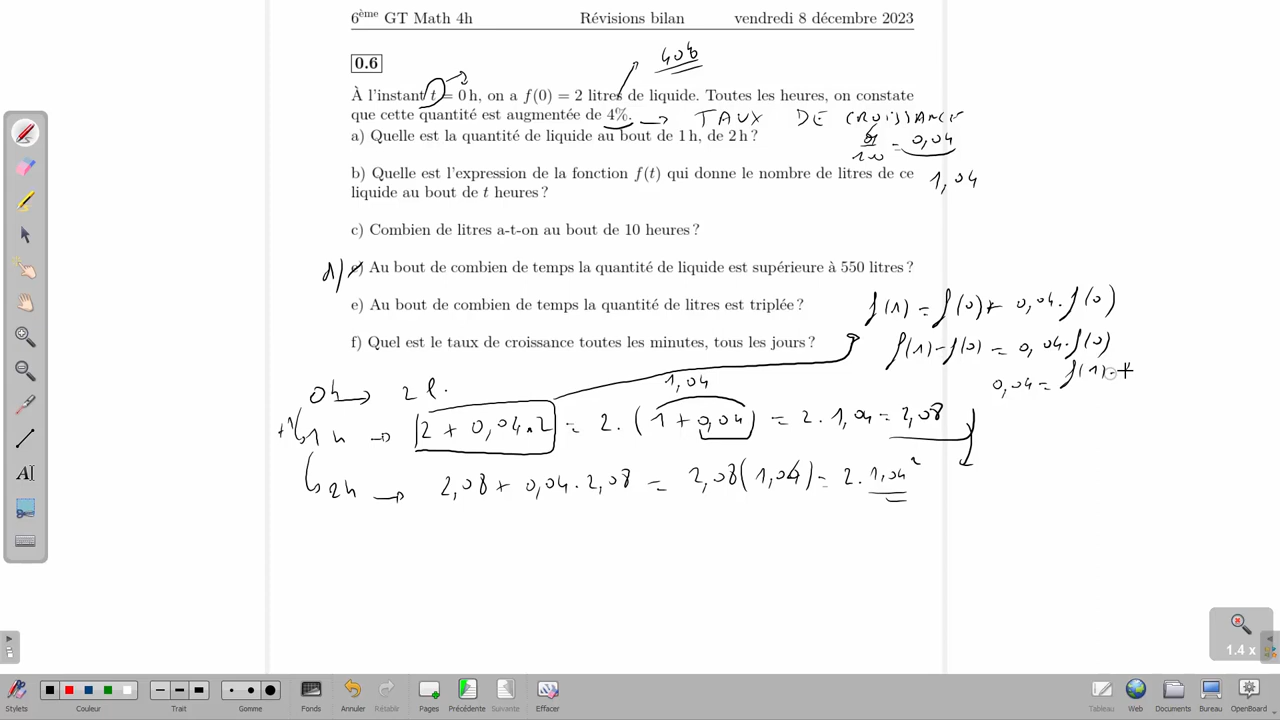 6ème GT Math 4h Révisions bilan vendredi 8 décembre 2023
0.6
À l'instant t = 0 h, on a f(0) = 2 litres de liquide. Toutes les heures, on constate
que cette quantité est augmentée de 4%. → TAUX DE CROISSANCE
a) Quelle est la quantité de liquide au bout de 1 h, de 2 h ?
100 = 0,04
b) Quelle est l'expression de la fonction f(t) qui donne le nombre de litres de ce
1,04
liquide au bout de t heures ?
c) Combien de litres a-t-on au bout de 10 heures ?
d) Au bout de combien de temps la quantité de liquide est supérieure à 550 litres ?
e) Au bout de combien de temps la quantité de litres est triplée ?
f(1) = f(0) + 0,04 . f(0)
f) Quel est le taux de croissance toutes les minutes, tous les jours ?
f(1) - f(0) = 0,04 . f(0)
0,04 = f(1) -
0h → 2 l.
1,04
+1 1h → 2 + 0,04 . 2 = 2 . (1 + 0,04) = 2 . 1,04 = 2,08
2h → 2,08 + 0,04 . 2,08 = 2,08 (1,04) = 2 . 1,04²
1.4 x
Stylets Couleur Trait Gomme Fonds Annuler Rétablir Pages Précédente Suivante Effacer Tableau Web Documents Bureau OpenBoard